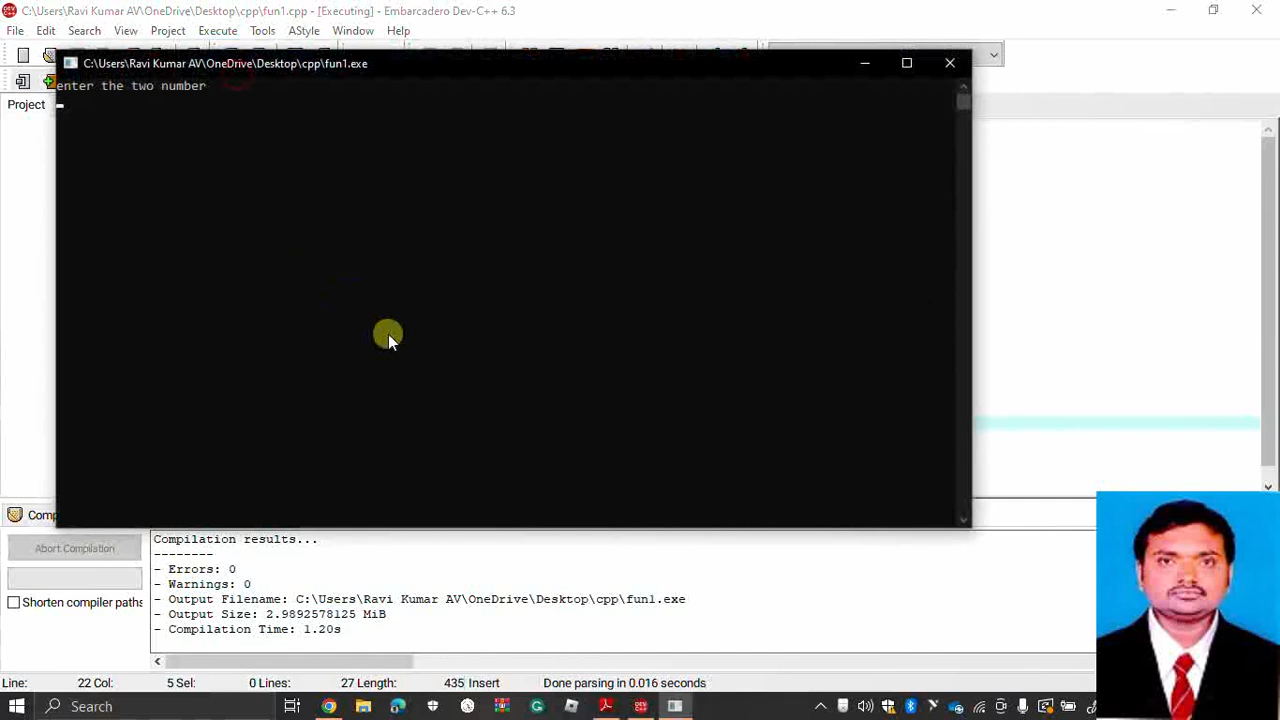 C:\Users\Ravi Kumar AV\OneDrive\Desktop\cpp\fun1.cpp - [Executing] - Embarcadero Dev-C++ 6.3
File Edit Search View Project Execute Tools AStyle Window Help
C:\Users\Ravi Kumar AV\OneDrive\Desktop\cpp\fun1.exe
enter the two number
Project
Comp
Compilation results...
--------
Abort Compilation
- Errors: 0
- Warnings: 0
- Output Filename: C:\Users\Ravi Kumar AV\OneDrive\Desktop\cpp\fun1.exe
Shorten compiler paths
- Output Size: 2.9892578125 MiB
- Compilation Time: 1.20s
Line: 22 Col: 5 Sel: 0 Lines: 27 Length: 435 Insert Done parsing in 0.016 seconds
Search